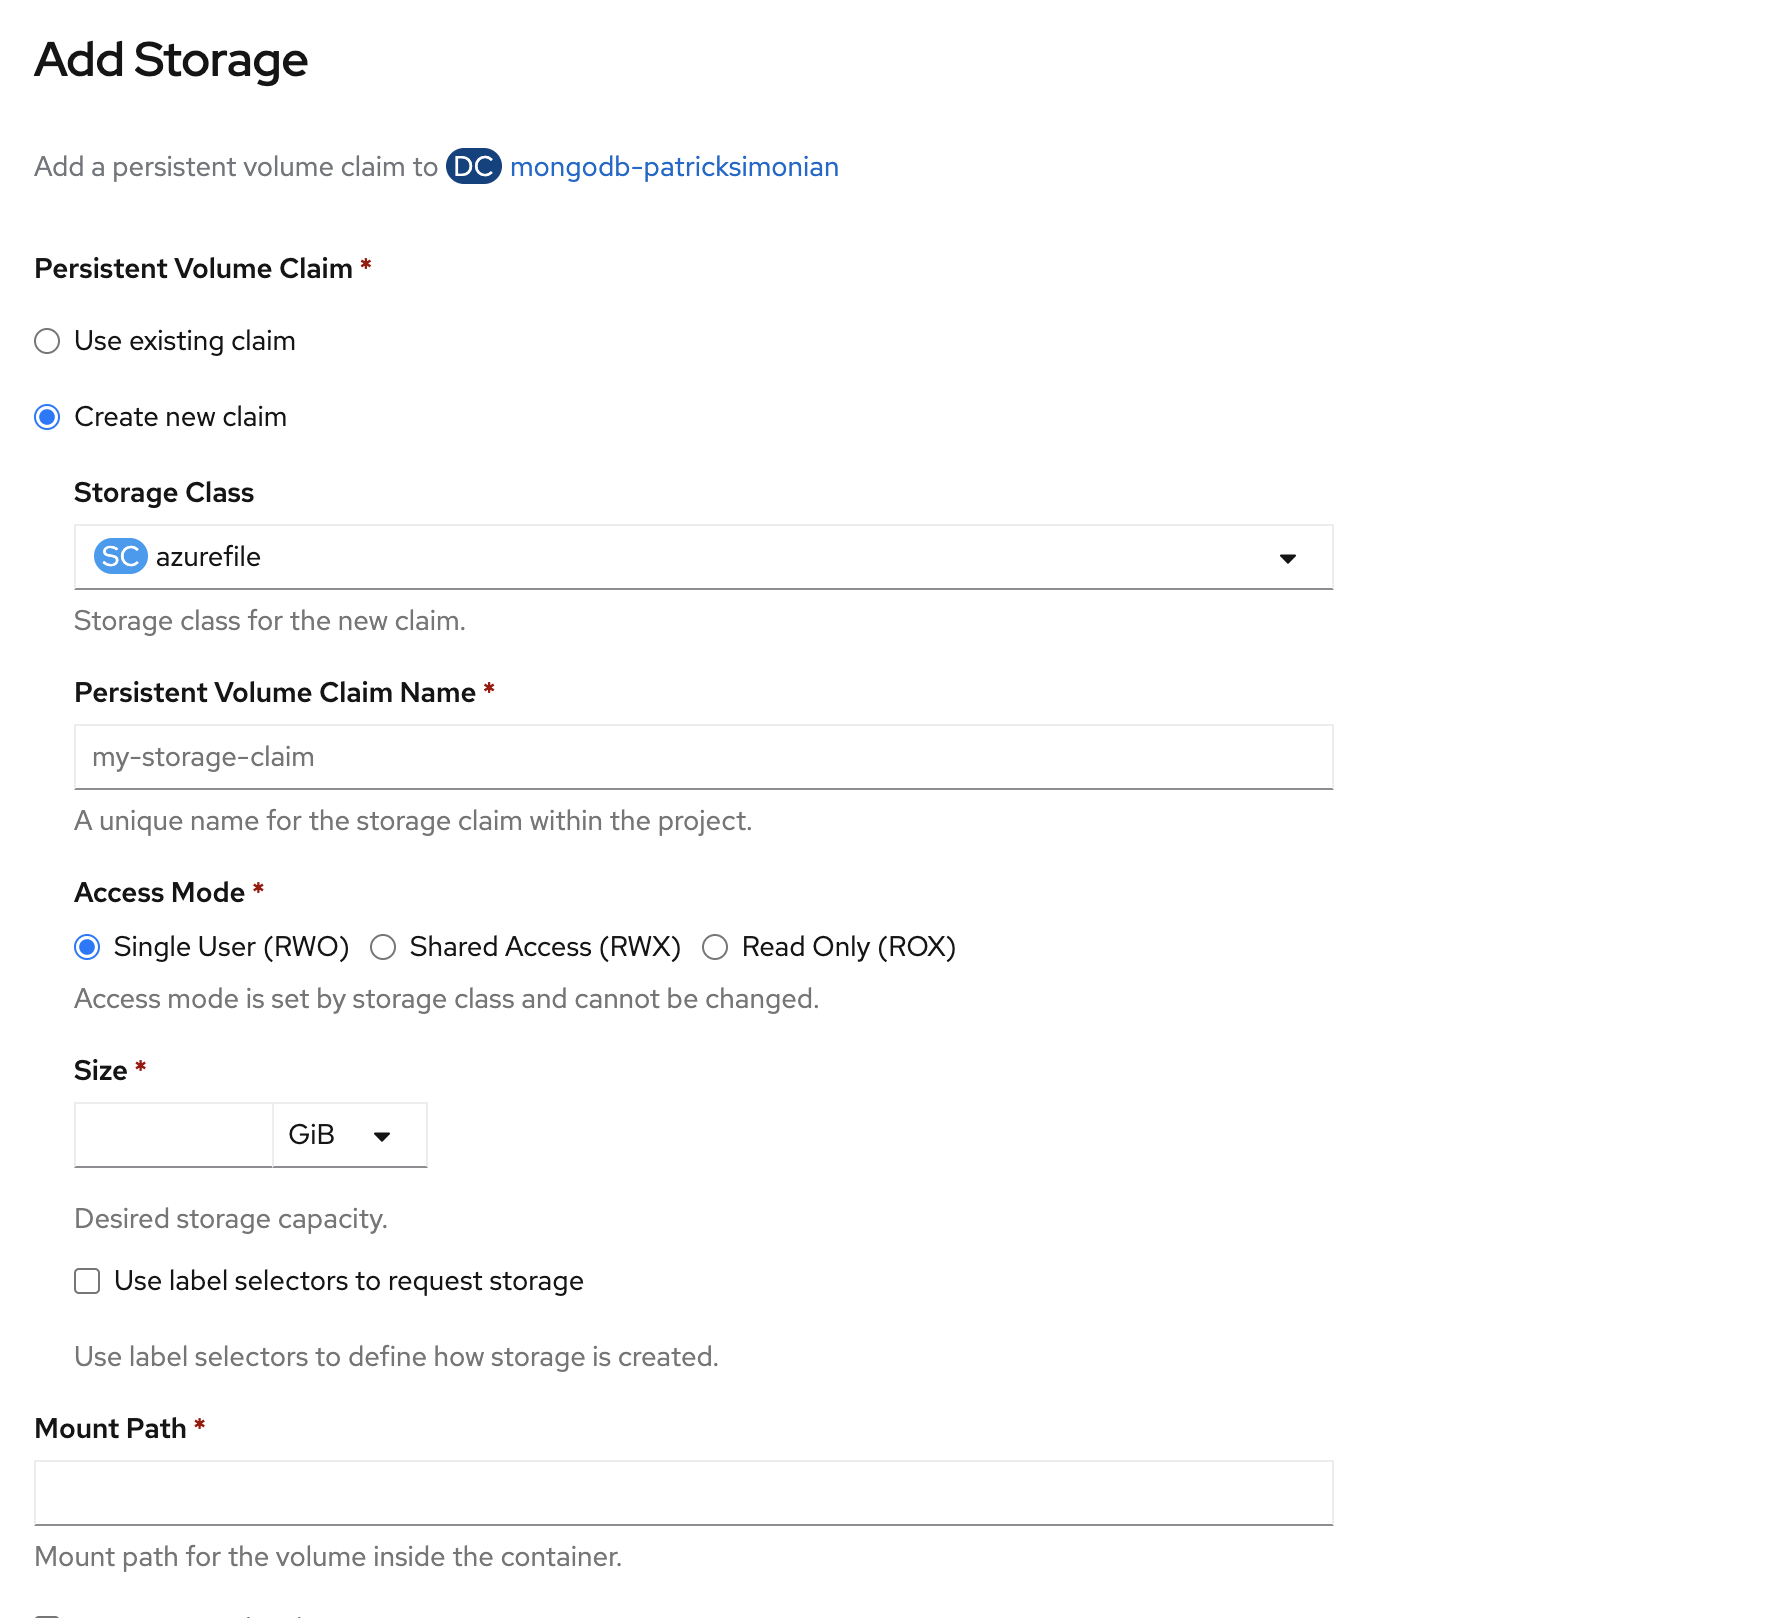 Add Storage
Add a persistent volume claim to DC mongodb-patricksimonian
Persistent Volume Claim *
Use existing claim
Create new claim
Storage Class
SC azurefile
Storage class for the new claim.
Persistent Volume Claim Name *
my-storage-claim
A unique name for the storage claim within the project.
Access Mode *
Single User (RWO) Shared Access (RWX) Read Only (ROX)
Access mode is set by storage class and cannot be changed.
Size *
GiB
Desired storage capacity.
Use label selectors to request storage
Use label selectors to define how storage is created.
Mount Path *
Mount path for the volume inside the container.